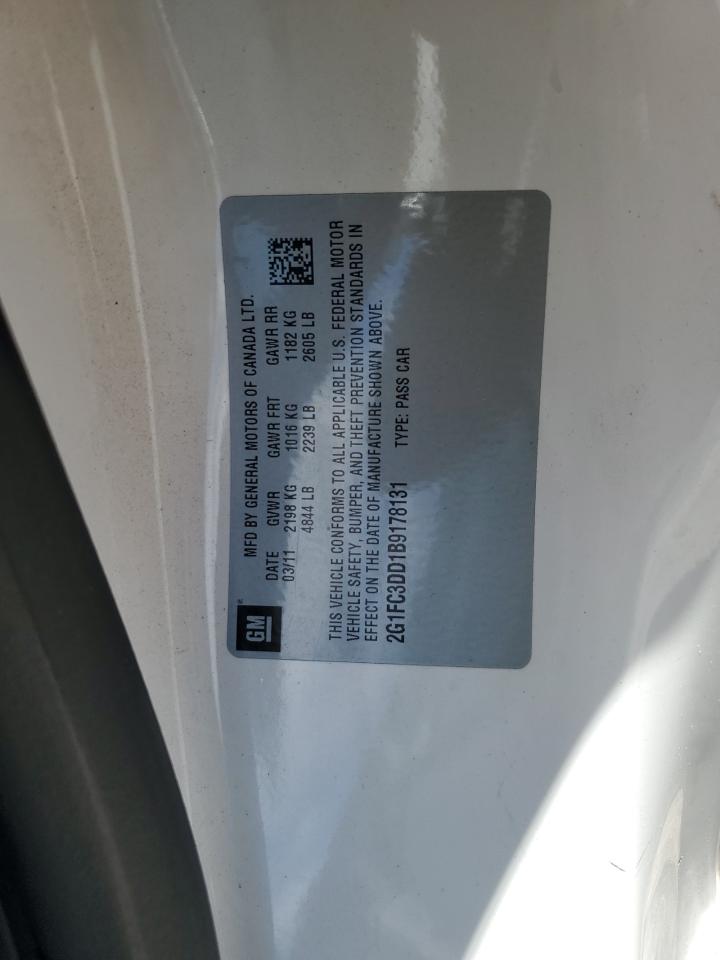 GM
MFD BY GENERAL MOTORS OF CANADA LTD.
DATE GVWR GAWR FRT GAWR RR
03/11 2198 KG 1016 KG 1182 KG
4844 LB 2239 LB 2605 LB
THIS VEHICLE CONFORMS TO ALL APPLICABLE U.S. FEDERAL MOTOR
VEHICLE SAFETY, BUMPER, AND THEFT PREVENTION STANDARDS IN
EFFECT ON THE DATE OF MANUFACTURE SHOWN ABOVE.
2G1FC3DD1B9178131 TYPE: PASS CAR